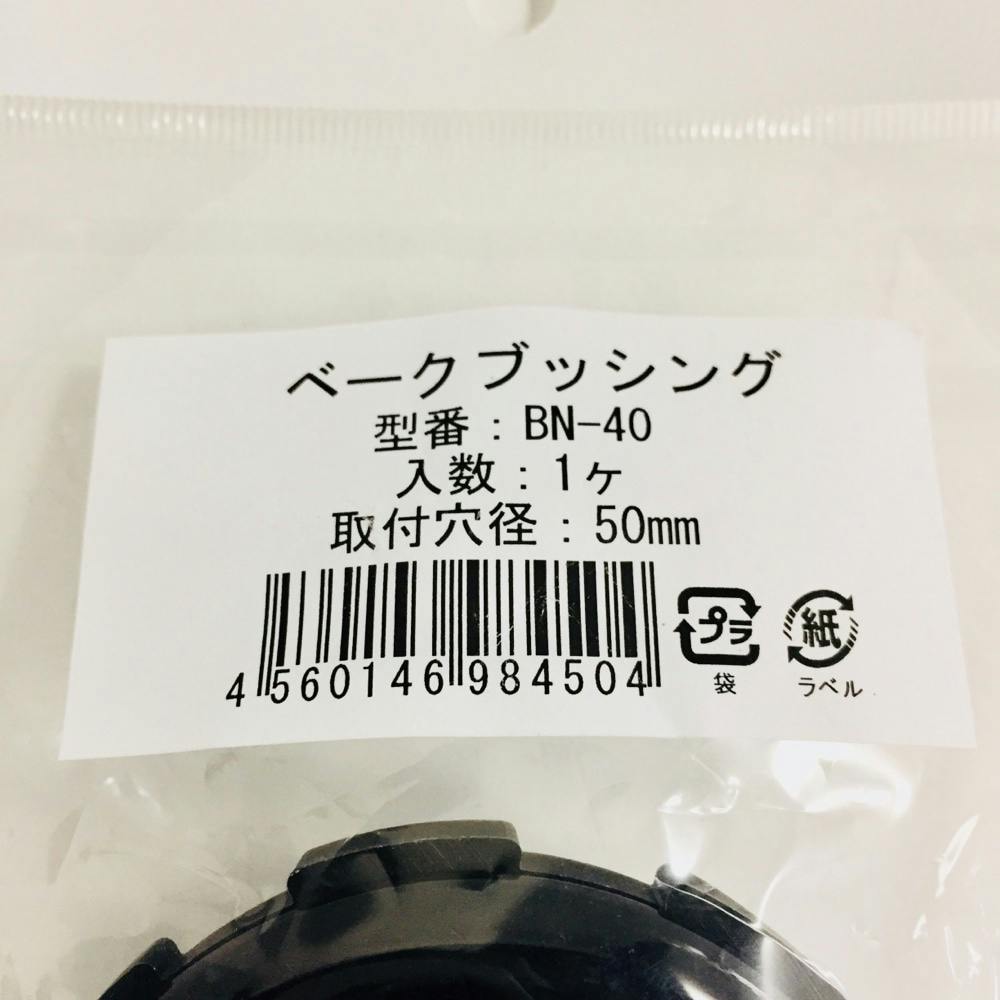 ベークブッシング
型番：BN-40
入数：1ヶ
取付穴径：50mm
4 560146 984504
プラ
袋
紙
ラベル